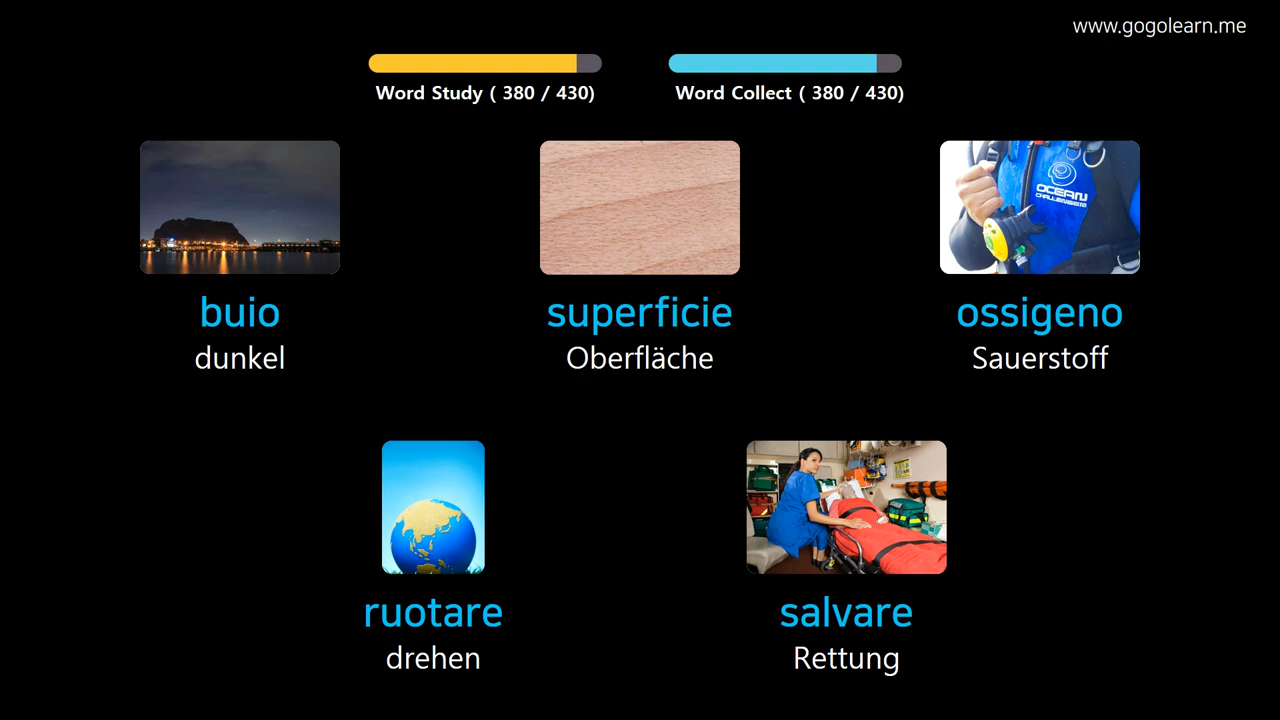 www.gogolearn.me
Word Study ( 380 / 430)
Word Collect ( 380 / 430)
OCEAN
CHALLENGER
buio
superficie
ossigeno
dunkel
Oberfläche
Sauerstoff
ruotare
salvare
drehen
Rettung